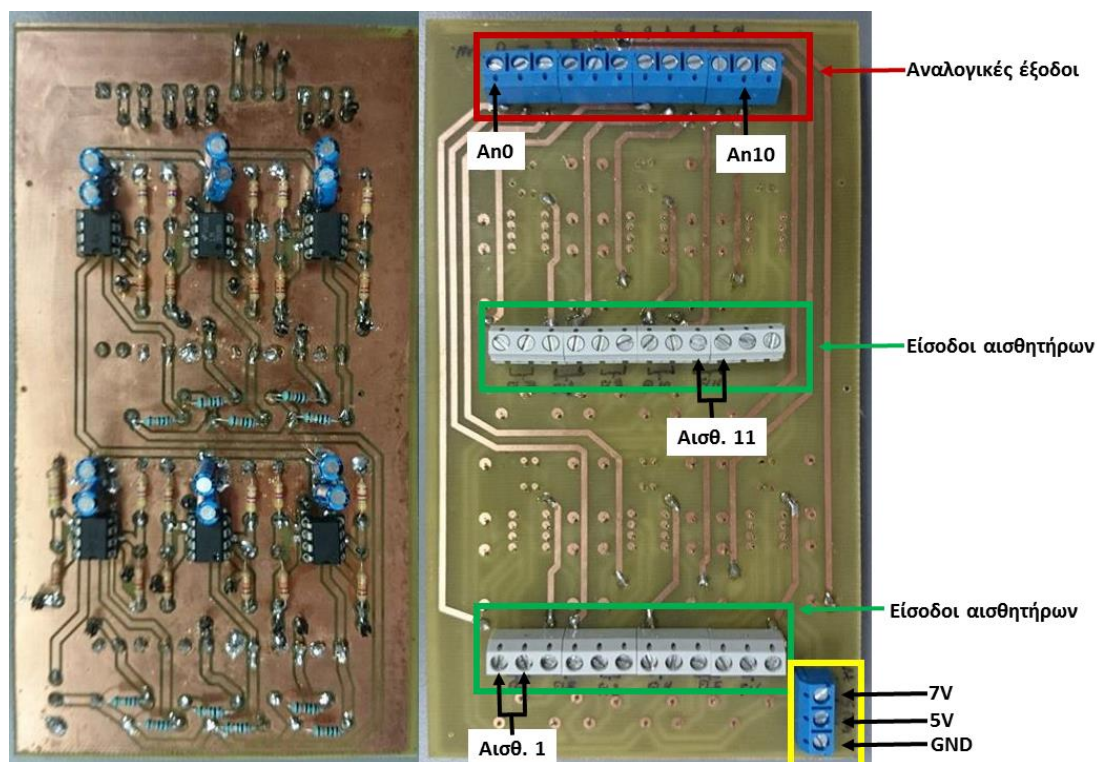 Αναλογικές έξοδοι
An0
An10
Είσοδοι αισθητήρων
Αισθ. 11
Είσοδοι αισθητήρων
7V
5V
GND
Αισθ. 1